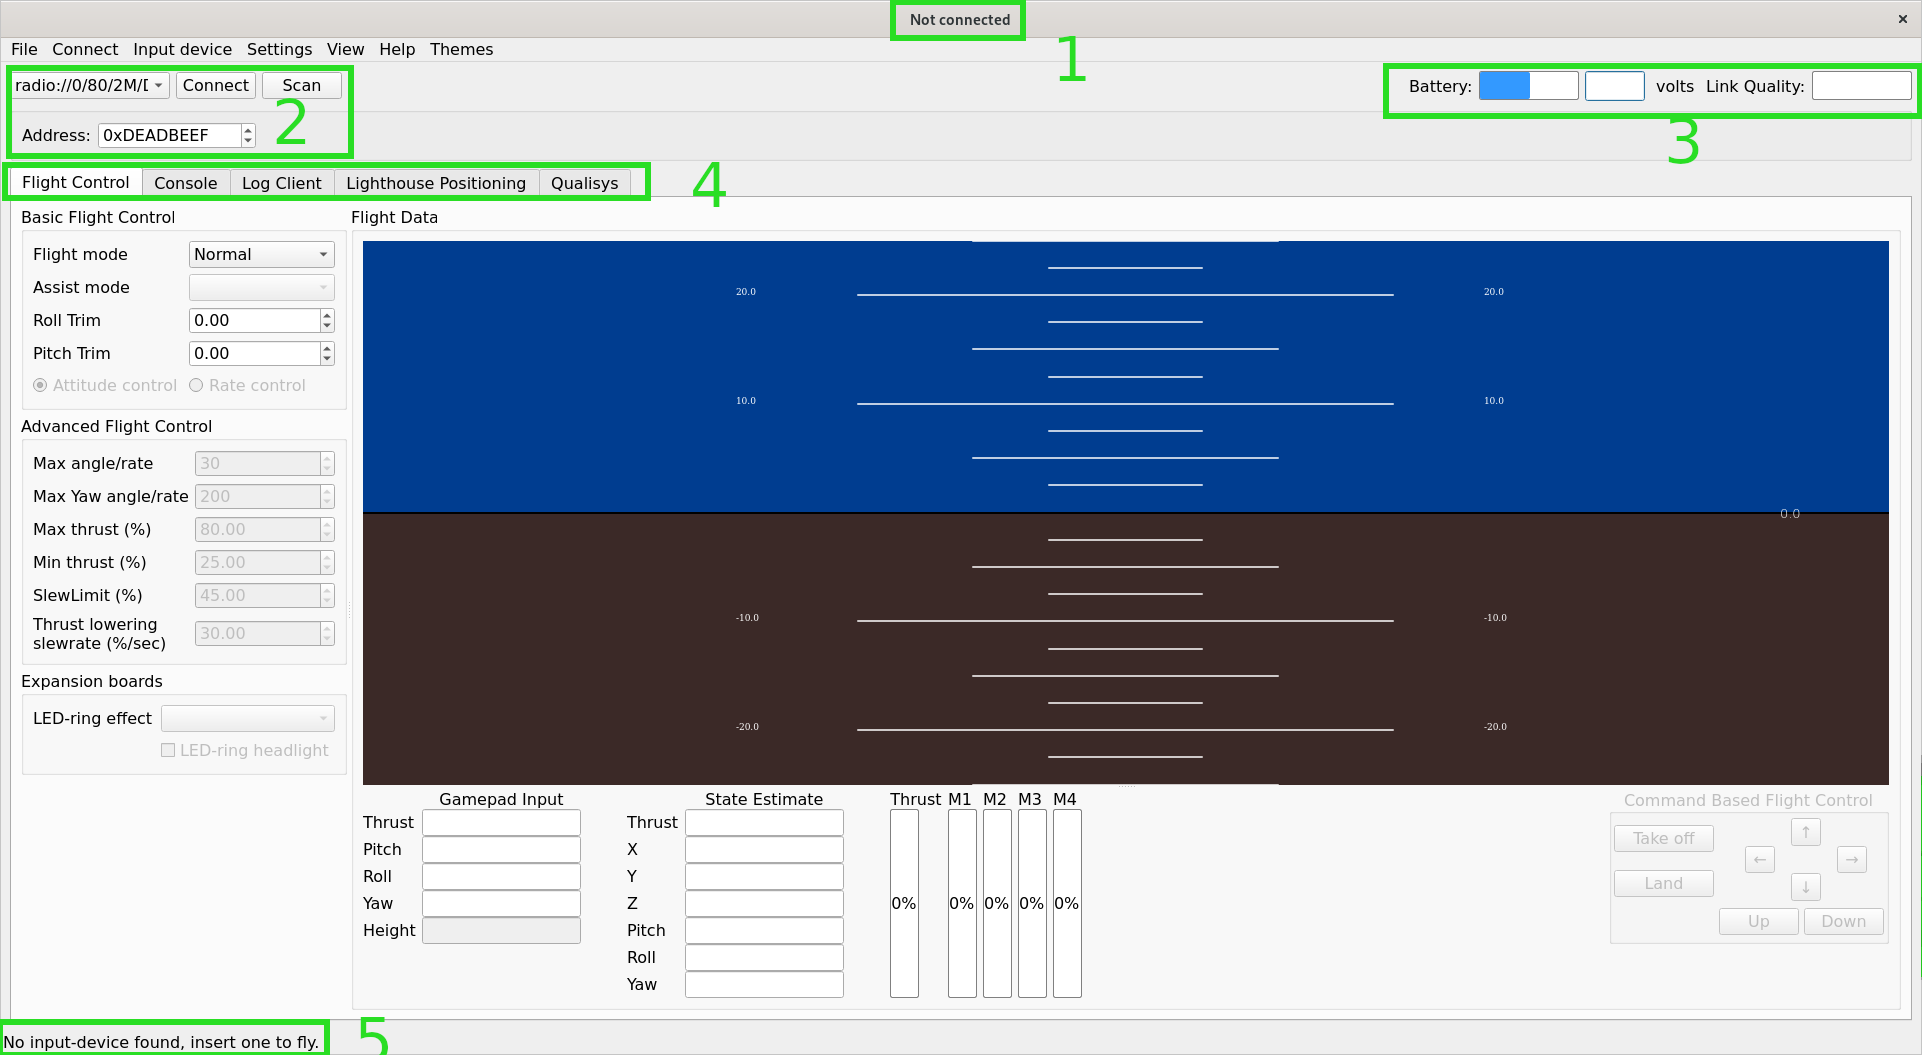 Not connected
×
1
File Connect Input device Settings View Help Themes
radio://0/80/2M/ Connect Scan
2
Battery: volts Link Quality:
3
Address: 0xDEADBEEF
Flight Control Console Log Client Lighthouse Positioning Qualisys
4
Basic Flight Control
Flight mode Normal
Assist mode
Roll Trim 0.00
Pitch Trim 0.00
Attitude control Rate control
Advanced Flight Control
Max angle/rate 30
Max Yaw angle/rate 200
Max thrust (%) 80.00
Min thrust (%) 25.00
SlewLimit (%) 45.00
Thrust lowering
slewrate (%/sec) 30.00
Expansion boards
LED-ring effect
LED-ring headlight
Flight Data
20.0 20.0
10.0 10.0
0.0
-10.0 -10.0
-20.0 -20.0
Gamepad Input
Thrust
Pitch
Roll
Yaw
Height
State Estimate
Thrust
X
Y
Z
Pitch
Roll
Yaw
Thrust M1 M2 M3 M4
0% 0% 0% 0% 0%
Command Based Flight Control
Take off ↑
← →
Land ↓
Up Down
No input-device found, insert one to fly.
5